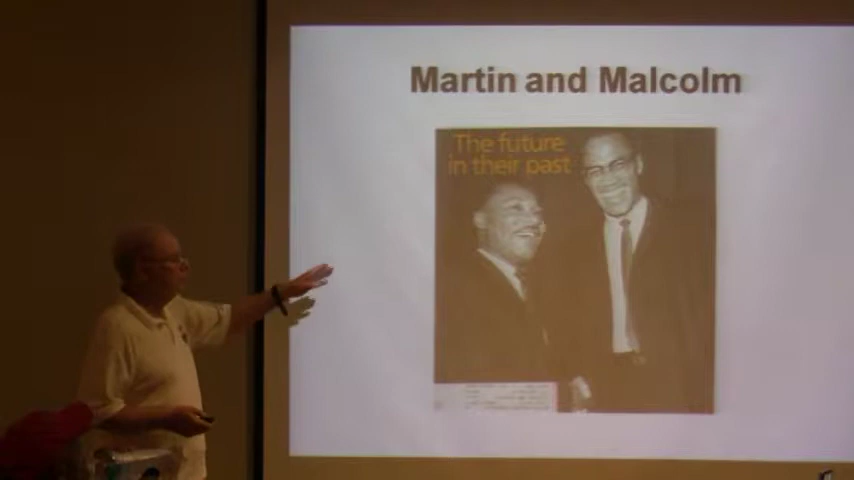 Martin and Malcolm
The future
in their past